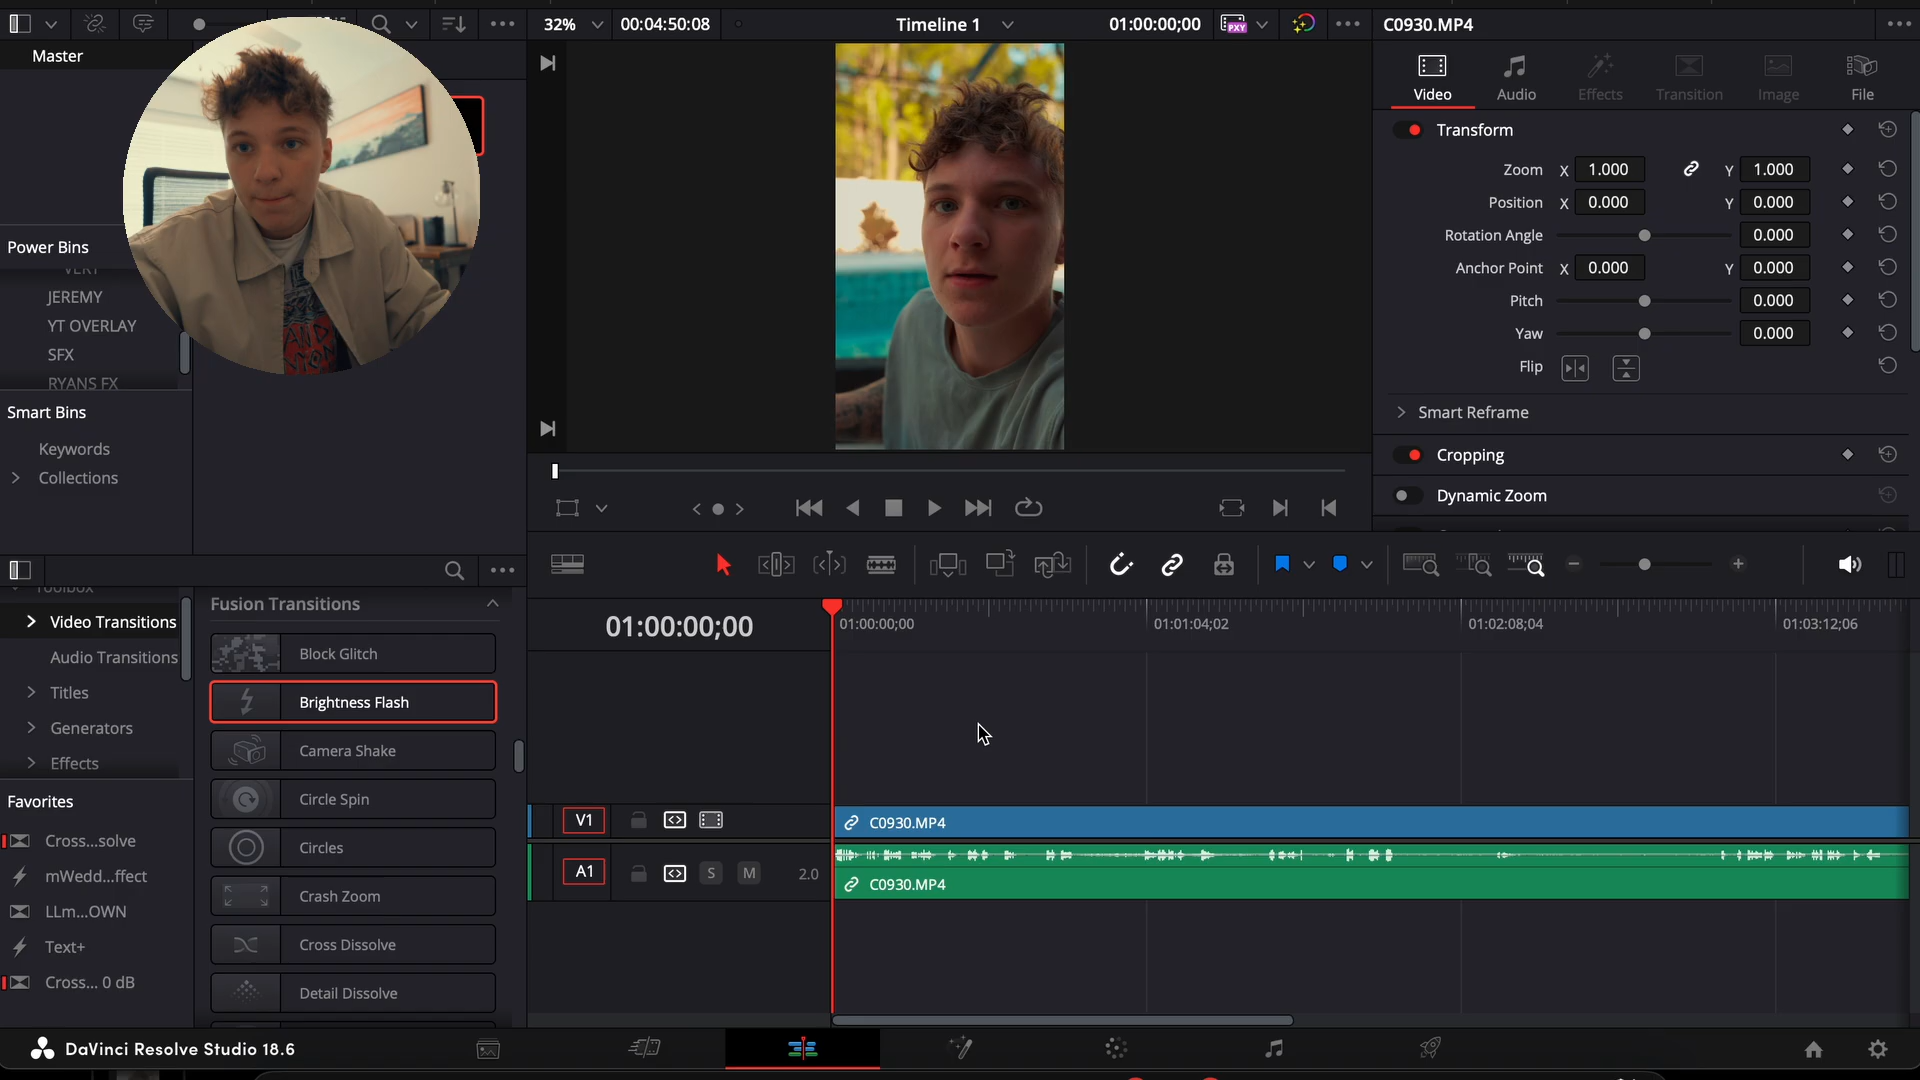 32%
00:04:50:08
Timeline 1
01:00:00;00
PXY
C0930.MP4
Master
Video
Audio
Effects
Transition
Image
File
Transform
Zoom X 1.000 Y 1.000
Position X 0.000 Y 0.000
Rotation Angle 0.000
Anchor Point X 0.000 Y 0.000
Pitch 0.000
Yaw 0.000
Flip
Smart Reframe
Cropping
Dynamic Zoom
Power Bins
JEREMY
YT OVERLAY
SFX
RYANS FX
Smart Bins
Keywords
Collections
Toolbox
Video Transitions
Audio Transitions
Titles
Generators
Effects
Favorites
Cross...solve
mWedd...ffect
LLm...OWN
Text+
Cross... 0 dB
Fusion Transitions
Block Glitch
Brightness Flash
Camera Shake
Circle Spin
Circles
Crash Zoom
Cross Dissolve
Detail Dissolve
01:00:00;00
01:00:00;00
01:01:04;02
01:02:08;04
01:03:12;06
V1
C0930.MP4
A1
S
M
2.0
C0930.MP4
DaVinci Resolve Studio 18.6